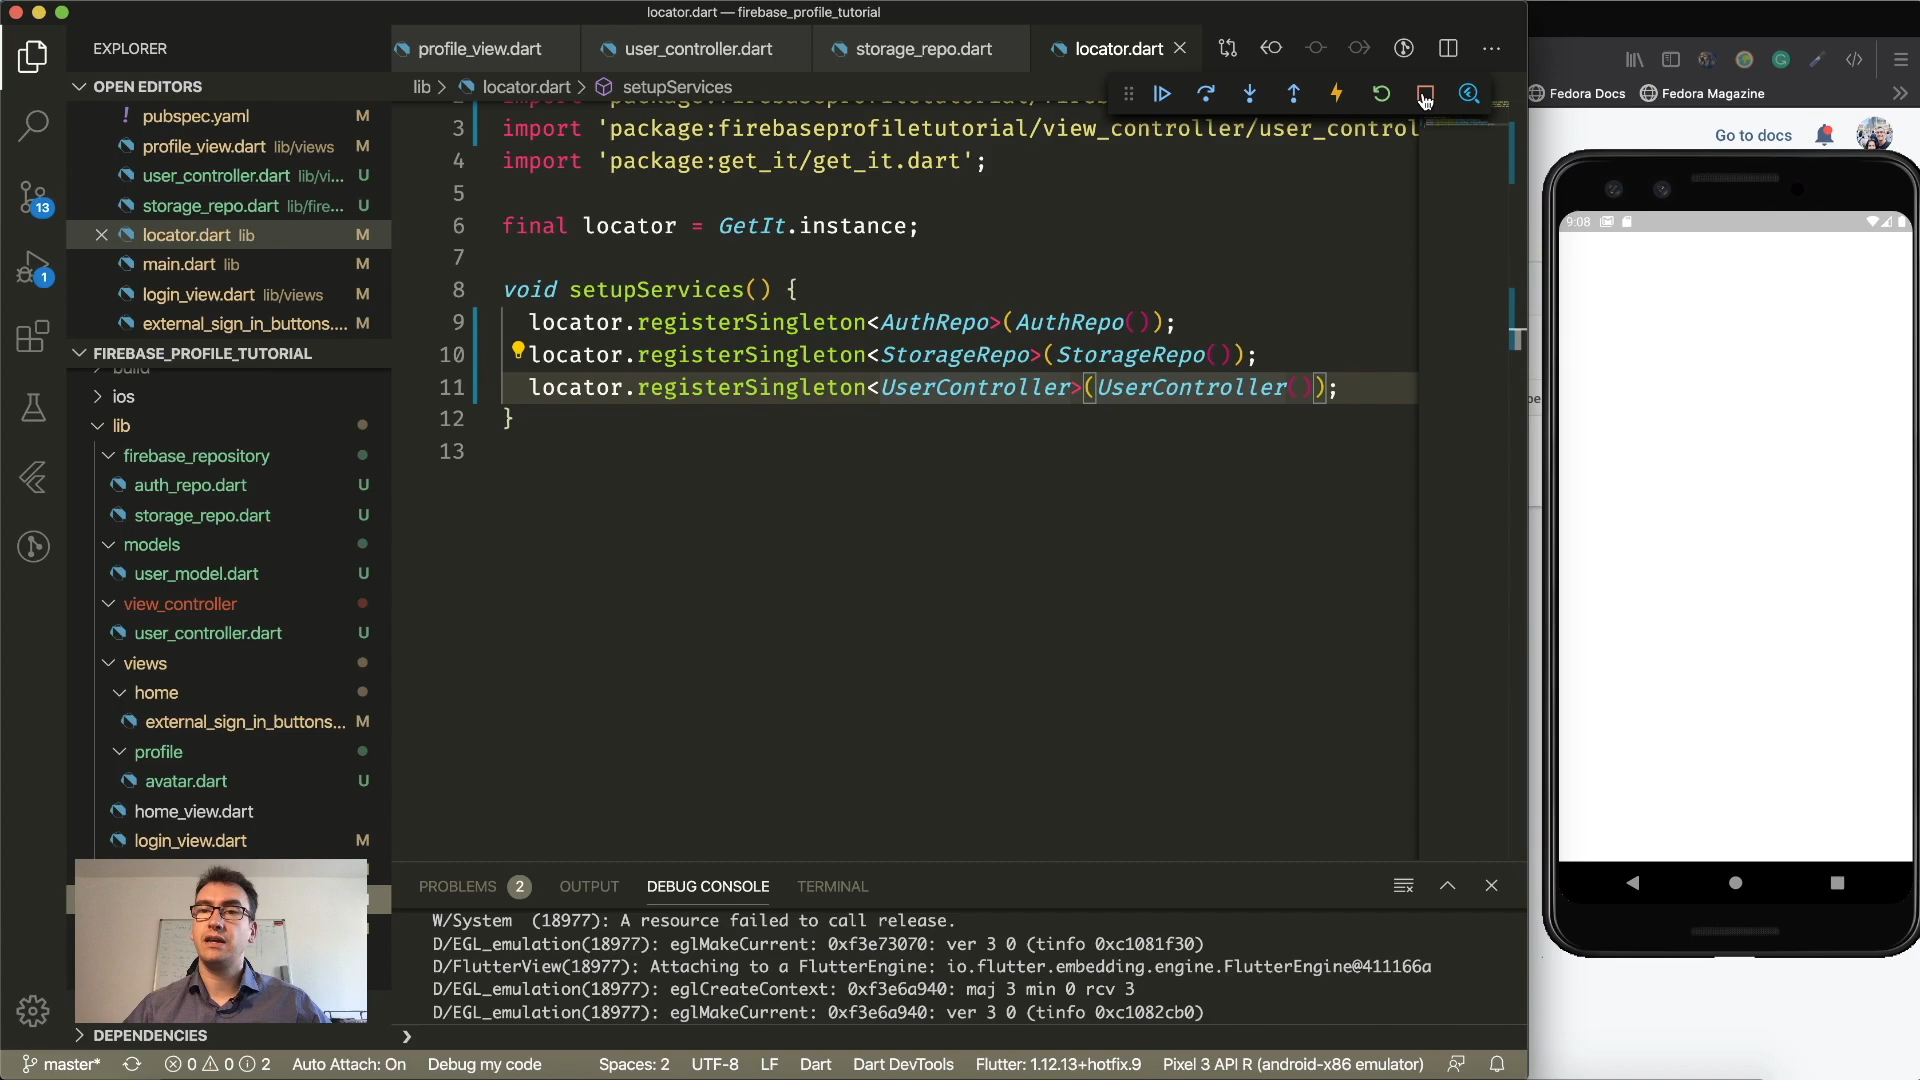 locator.dart — firebase_profile_tutorial
EXPLORER
profile_view.dart
user_controller.dart
storage_repo.dart
locator.dart
OPEN EDITORS
lib
locator.dart
setupServices
! pubspec.yaml M
profile_view.dart lib/views M
user_controller.dart lib/vi... U
storage_repo.dart lib/fire... U
locator.dart lib M
main.dart lib M
login_view.dart lib/views M
external_sign_in_buttons.... M
FIREBASE_PROFILE_TUTORIAL
build
ios
lib
firebase_repository
auth_repo.dart U
storage_repo.dart U
models
user_model.dart U
view_controller
user_controller.dart U
views
home
external_sign_in_buttons... M
profile
avatar.dart U
home_view.dart
login_view.dart M
DEPENDENCIES
13
1
3 import 'package:firebaseprofiletutorial/view_controller/user_control
4 import 'package:get_it/get_it.dart';
5
6 final locator = GetIt.instance;
7
8 void setupServices() {
9 locator.registerSingleton<AuthRepo>(AuthRepo());
10 locator.registerSingleton<StorageRepo>(StorageRepo());
11 locator.registerSingleton<UserController>(UserController());
12 }
13
PROBLEMS 2 OUTPUT DEBUG CONSOLE TERMINAL
W/System (18977): A resource failed to call release.
D/EGL_emulation(18977): eglMakeCurrent: 0xf3e73070: ver 3 0 (tinfo 0xc1081f30)
D/FlutterView(18977): Attaching to a FlutterEngine: io.flutter.embedding.engine.FlutterEngine@411166a
D/EGL_emulation(18977): eglCreateContext: 0xf3e6a940: maj 3 min 0 rcv 3
D/EGL_emulation(18977): eglMakeCurrent: 0xf3e6a940: ver 3 0 (tinfo 0xc1082cb0)
master* 0 0 2 Auto Attach: On Debug my code Spaces: 2 UTF-8 LF Dart Dart DevTools Flutter: 1.12.13+hotfix.9 Pixel 3 API R (android-x86 emulator)
Fedora Docs Fedora Magazine
Go to docs
9:08